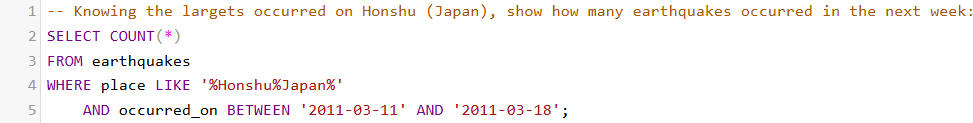 1 -- Knowing the largets occurred on Honshu (Japan), show how many earthquakes occurred in the next week:
2 SELECT COUNT(*)
3 FROM earthquakes
4 WHERE place LIKE '%Honshu%Japan%'
5     AND occurred_on BETWEEN '2011-03-11' AND '2011-03-18';